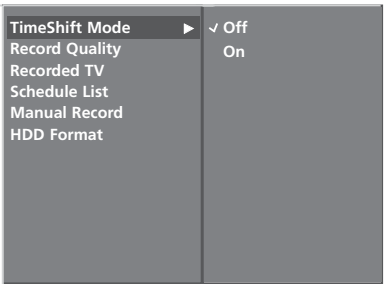 TimeShift Mode ▶ ✓ Off
Record Quality On
Recorded TV
Schedule List
Manual Record
HDD Format